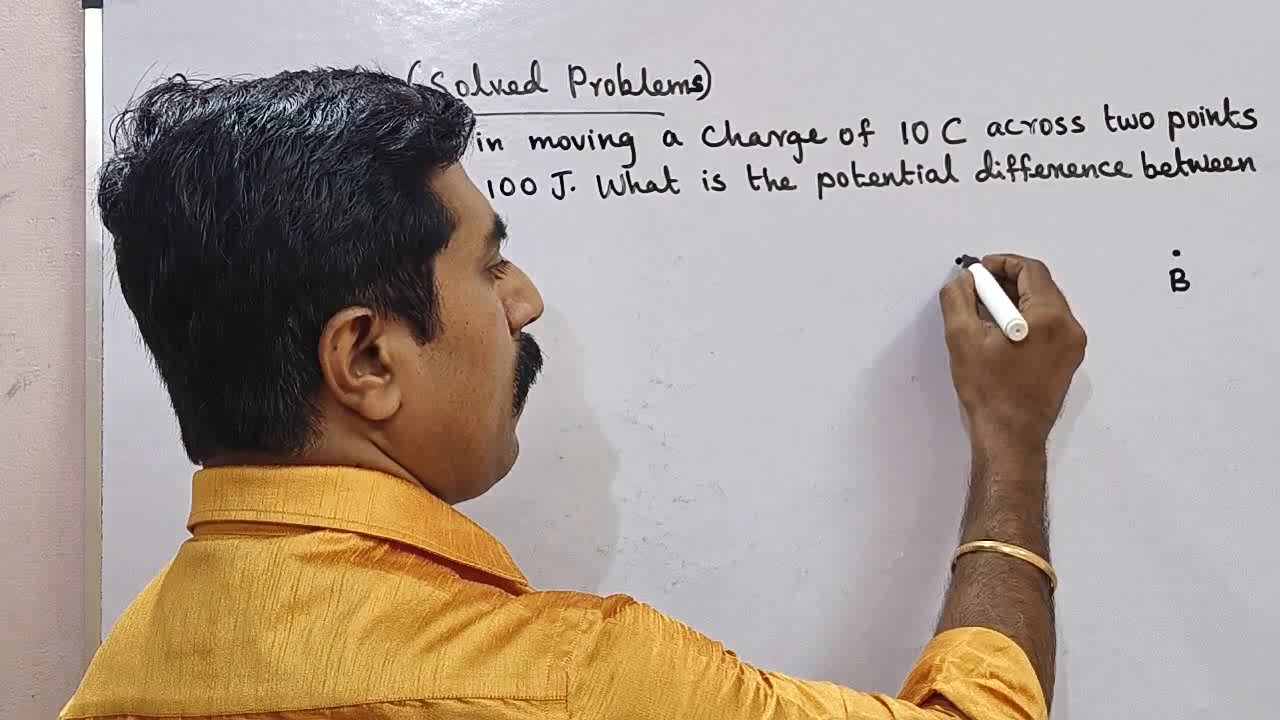 (Solved Problems)
in moving a charge of 10 C across two points
100 J. What is the potential difference between
B